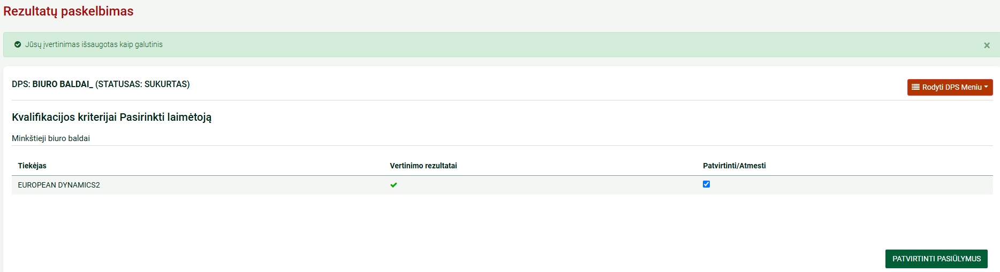 Rezultatų paskelbimas
Jūsų įvertinimas išsaugotas kaip galutinis
×
DPS: BIURO BALDAI_ (STATUSAS: SUKURTAS)
Rodyti DPS Meniu
Kvalifikacijos kriterijai Pasirinkti laimėtoją
Minkštieji biuro baldai
Tiekėjas Vertinimo rezultatai Patvirtinti/Atmesti
EUROPEAN DYNAMICS2
PATVIRTINTI PASIŪLYMUS